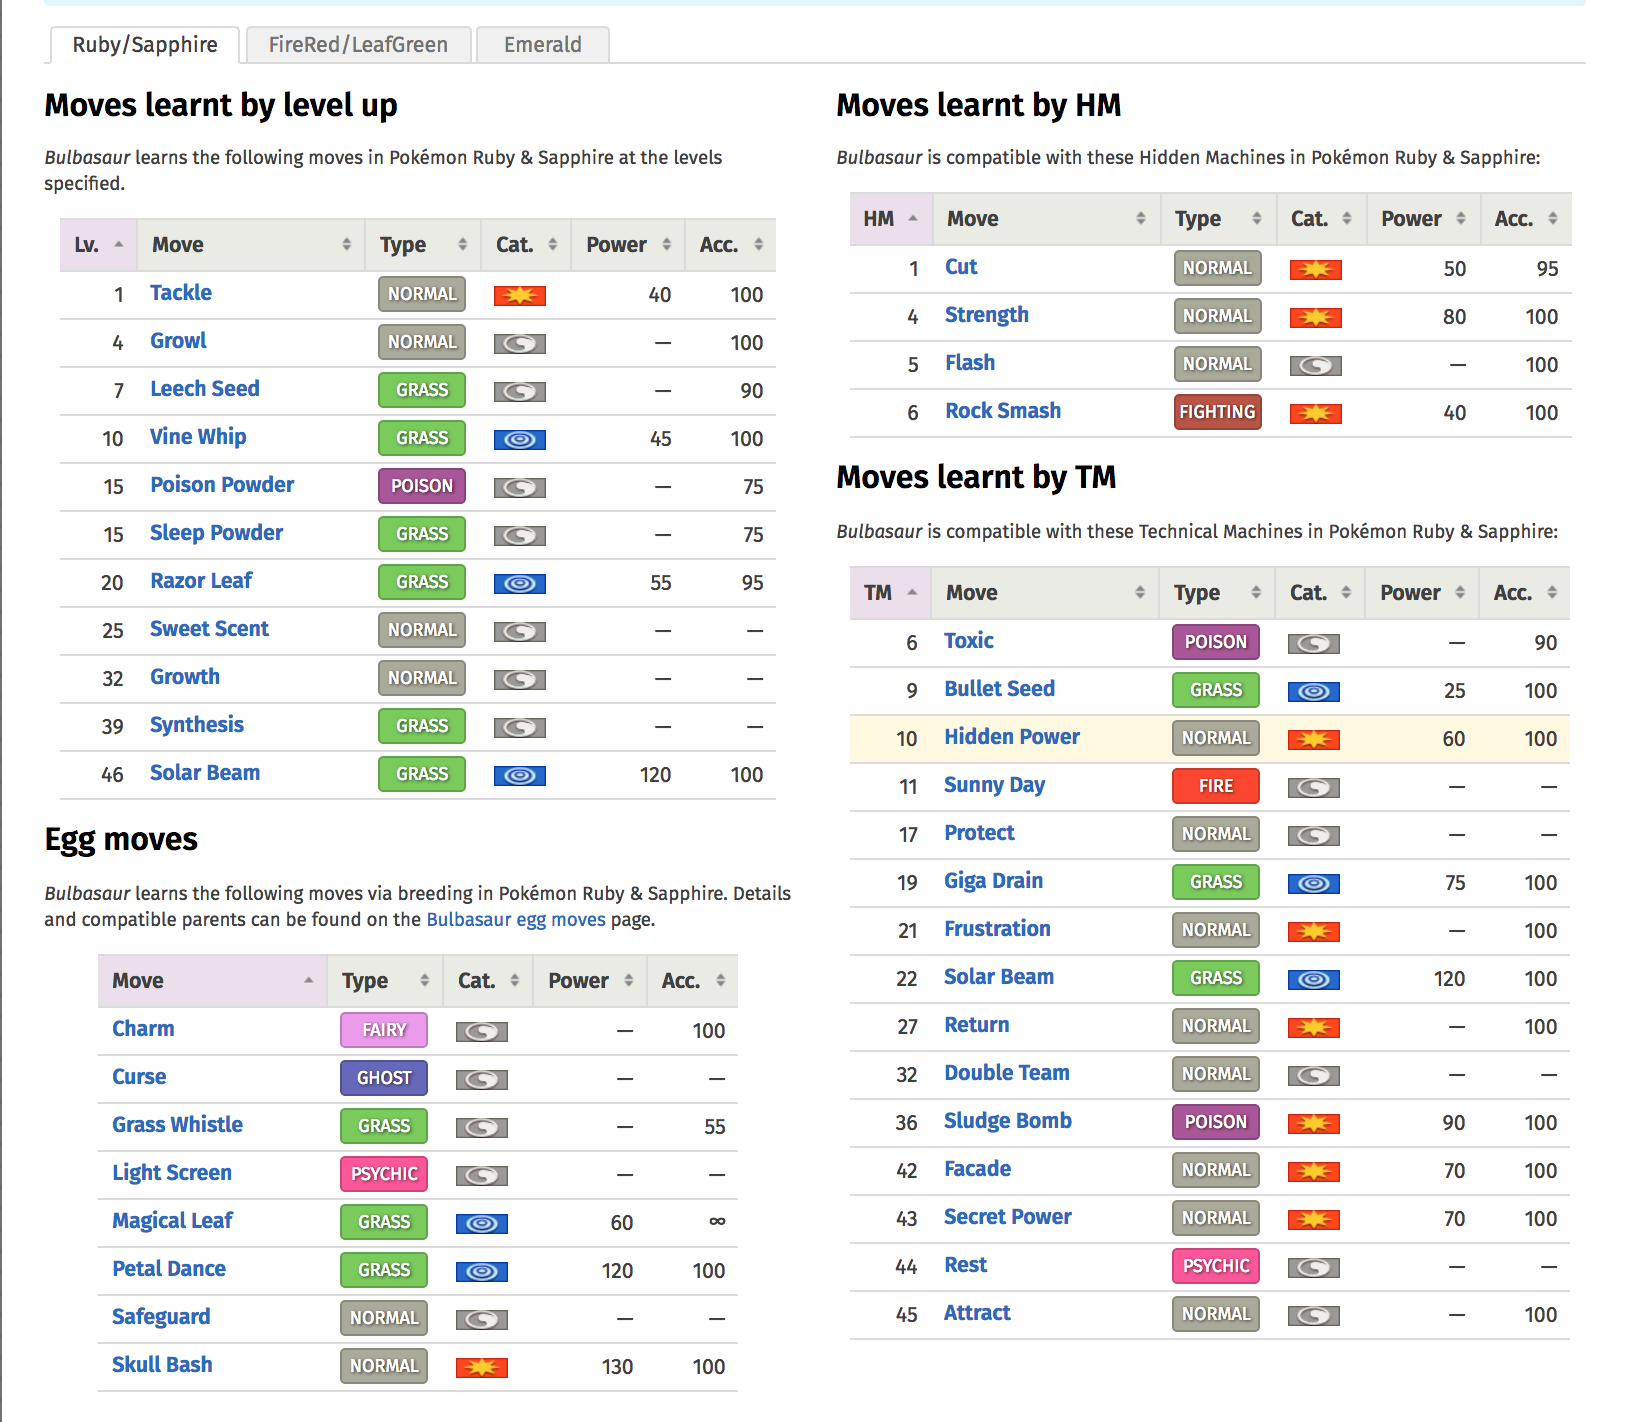 Ruby/Sapphire FireRed/LeafGreen Emerald
Moves learnt by level up
Bulbasaur learns the following moves in Pokémon Ruby & Sapphire at the levels
specified.
Lv. Move Type Cat. Power Acc.
1 Tackle NORMAL 40 100
4 Growl NORMAL — 100
7 Leech Seed GRASS — 90
10 Vine Whip GRASS 45 100
15 Poison Powder POISON — 75
15 Sleep Powder GRASS — 75
20 Razor Leaf GRASS 55 95
25 Sweet Scent NORMAL — —
32 Growth NORMAL — —
39 Synthesis GRASS — —
46 Solar Beam GRASS 120 100
Egg moves
Bulbasaur learns the following moves via breeding in Pokémon Ruby & Sapphire. Details
and compatible parents can be found on the Bulbasaur egg moves page.
Move Type Cat. Power Acc.
Charm FAIRY — 100
Curse GHOST — —
Grass Whistle GRASS — 55
Light Screen PSYCHIC — —
Magical Leaf GRASS 60 ∞
Petal Dance GRASS 120 100
Safeguard NORMAL — —
Skull Bash NORMAL 130 100
Moves learnt by HM
Bulbasaur is compatible with these Hidden Machines in Pokémon Ruby & Sapphire:
HM Move Type Cat. Power Acc.
1 Cut NORMAL 50 95
4 Strength NORMAL 80 100
5 Flash NORMAL — 100
6 Rock Smash FIGHTING 40 100
Moves learnt by TM
Bulbasaur is compatible with these Technical Machines in Pokémon Ruby & Sapphire:
TM Move Type Cat. Power Acc.
6 Toxic POISON — 90
9 Bullet Seed GRASS 25 100
10 Hidden Power NORMAL 60 100
11 Sunny Day FIRE — —
17 Protect NORMAL — —
19 Giga Drain GRASS 75 100
21 Frustration NORMAL — 100
22 Solar Beam GRASS 120 100
27 Return NORMAL — 100
32 Double Team NORMAL — —
36 Sludge Bomb POISON 90 100
42 Facade NORMAL 70 100
43 Secret Power NORMAL 70 100
44 Rest PSYCHIC — —
45 Attract NORMAL — 100